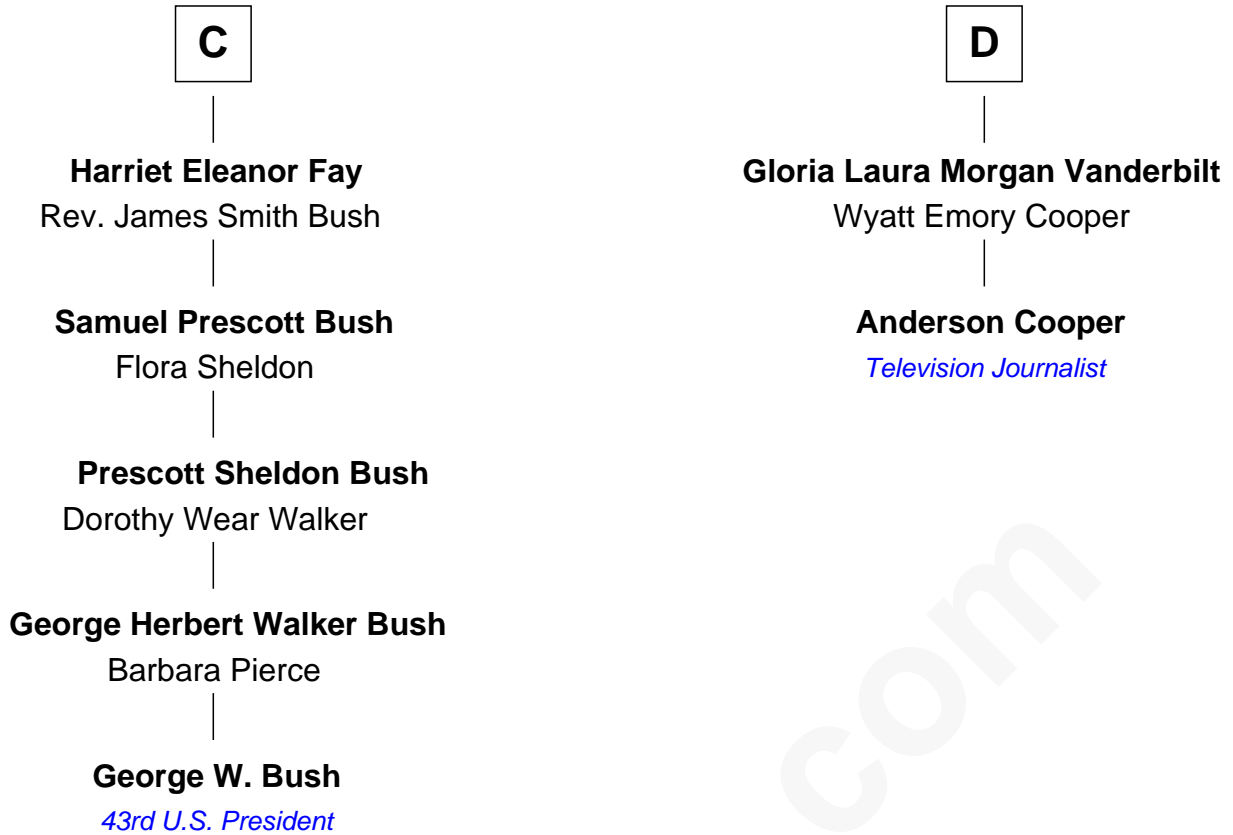 C
Harriet Eleanor Fay
Rev. James Smith Bush
Samuel Prescott Bush
Flora Sheldon
Prescott Sheldon Bush
Dorothy Wear Walker
George Herbert Walker Bush
Barbara Pierce
George W. Bush
43rd U.S. President
D
Gloria Laura Morgan Vanderbilt
Wyatt Emory Cooper
Anderson Cooper
Television Journalist
com